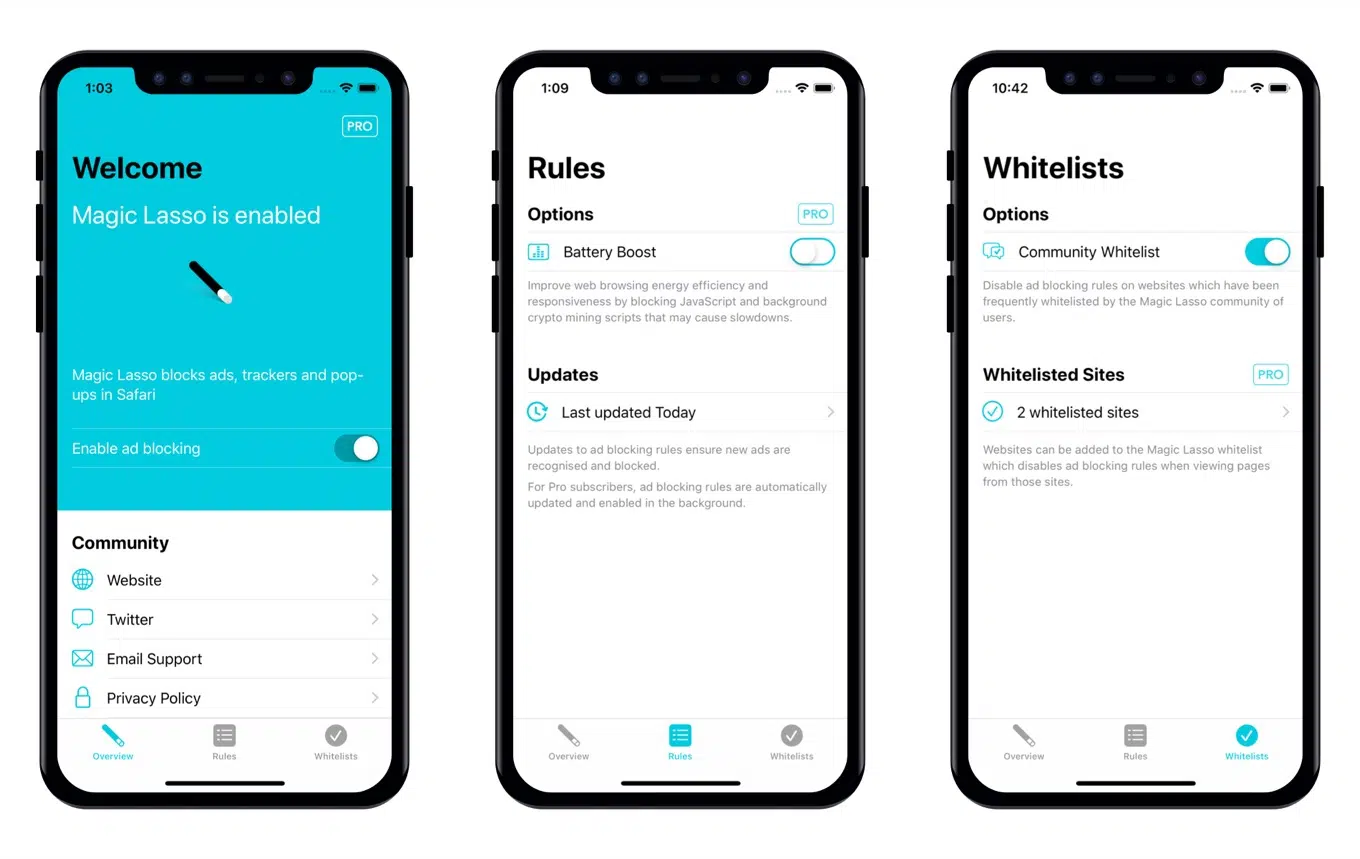 1:03
PRO
Welcome
Magic Lasso is enabled
Magic Lasso blocks ads, trackers and pop-
ups in Safari
Enable ad blocking
Community
Website
Twitter
Email Support
Privacy Policy
Overview
Rules
Whitelists
1:09
Rules
Options
PRO
Battery Boost
Improve web browsing energy efficiency and
responsiveness by blocking JavaScript and background
crypto mining scripts that may cause slowdowns.
Updates
Last updated Today
Updates to ad blocking rules ensure new ads are
recognised and blocked.
For Pro subscribers, ad blocking rules are automatically
updated and enabled in the background.
Overview
Rules
Whitelists
10:42
Whitelists
Options
Community Whitelist
Disable ad blocking rules on websites which have been
frequently whitelisted by the Magic Lasso community of
users.
Whitelisted Sites
PRO
2 whitelisted sites
Websites can be added to the Magic Lasso whitelist
which disables ad blocking rules when viewing pages
from those sites.
Overview
Rules
Whitelists